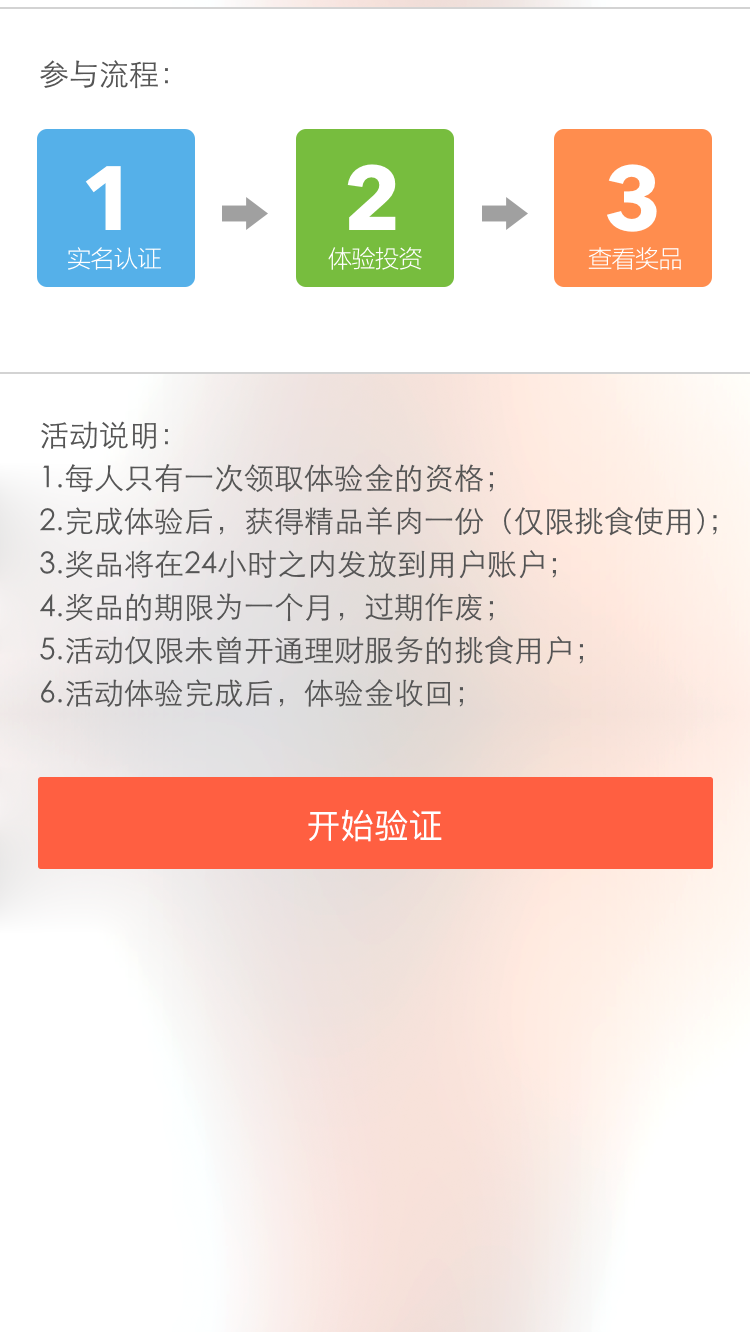 参与流程：
1
实名认证
2
体验投资
3
查看奖品
活动说明：
1.每人只有一次领取体验金的资格；
2.完成体验后，获得精品羊肉一份（仅限挑食使用）；
3.奖品将在24小时之内发放到用户账户；
4.奖品的期限为一个月，过期作废；
5.活动仅限未曾开通理财服务的挑食用户；
6.活动体验完成后，体验金收回；
开始验证